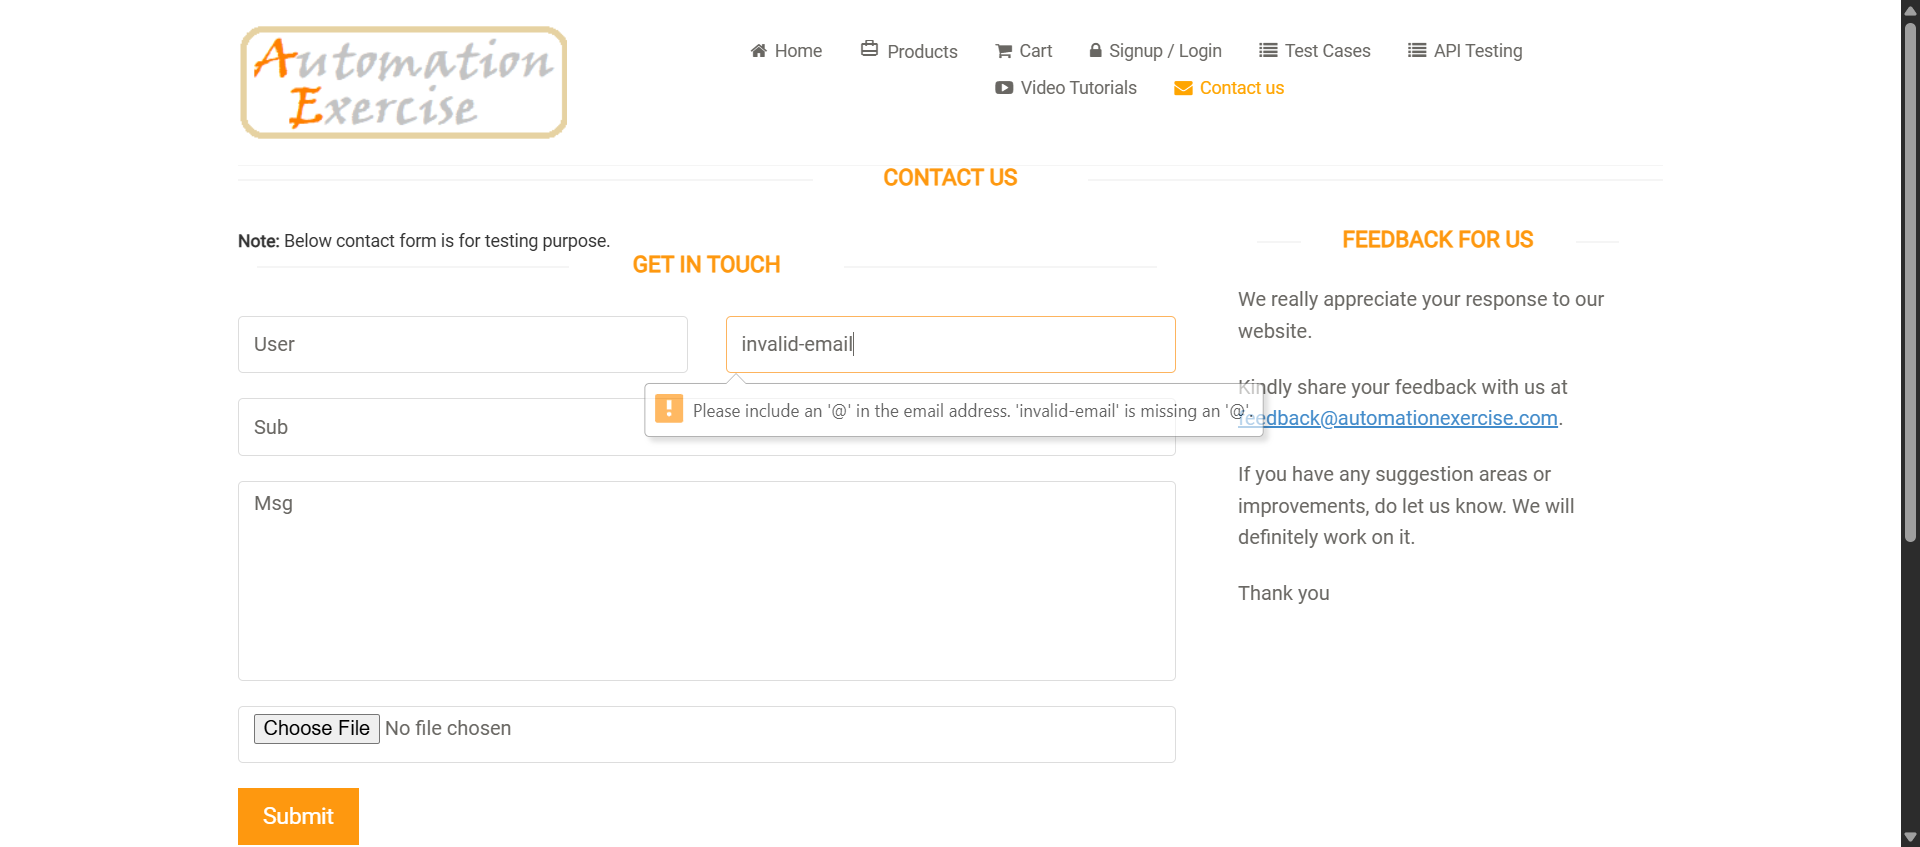 Automation
Exercise
Home
Products
Cart
Signup / Login
Test Cases
API Testing
Video Tutorials
Contact us
CONTACT US
Note: Below contact form is for testing purpose.
GET IN TOUCH
User
invalid-email
Please include an '@' in the email address. 'invalid-email' is missing an '@'.
Sub
Msg
Choose File No file chosen
Submit
FEEDBACK FOR US
We really appreciate your response to our
website.
Kindly share your feedback with us at
feedback@automationexercise.com.
If you have any suggestion areas or
improvements, do let us know. We will
definitely work on it.
Thank you